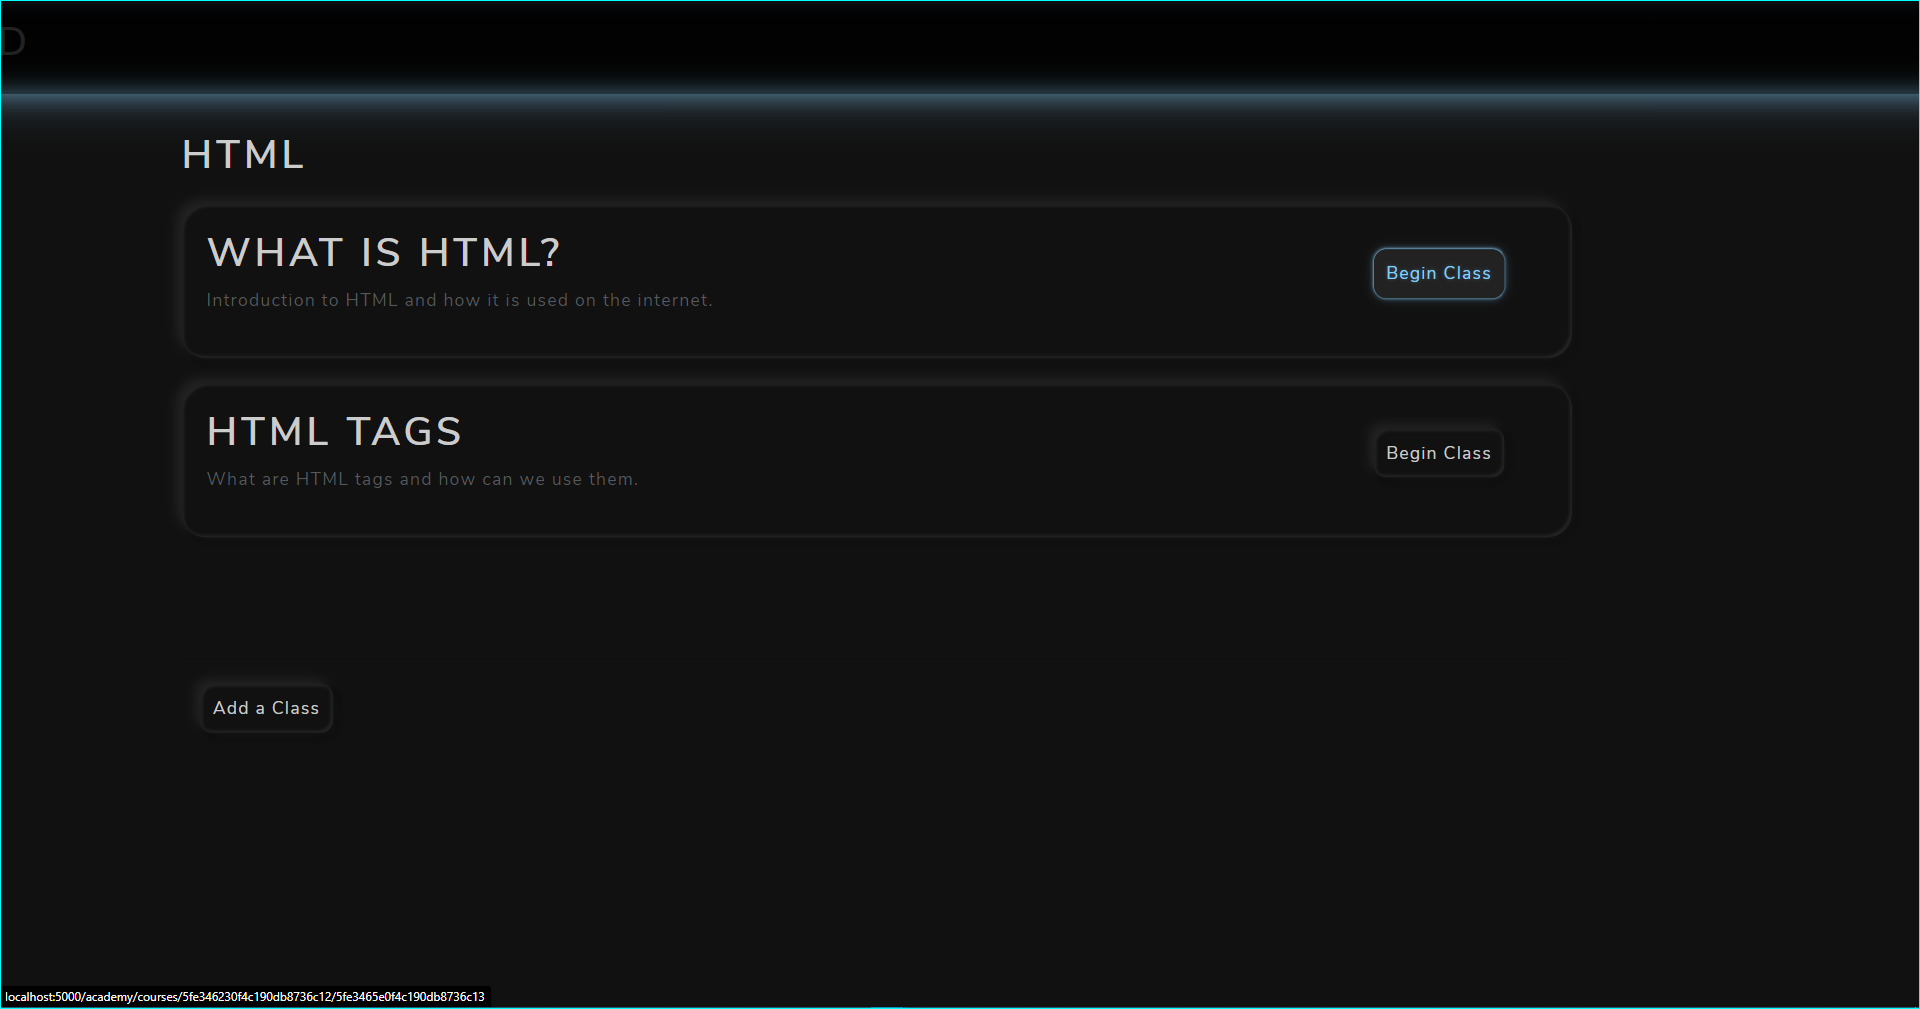 D
HTML
WHAT IS HTML?
Begin Class
Introduction to HTML and how it is used on the internet.
HTML TAGS
Begin Class
What are HTML tags and how can we use them.
Add a Class
localhost:5000/academy/courses/5fe346230f4c190db8736c12/5fe3465e0f4c190db8736c13